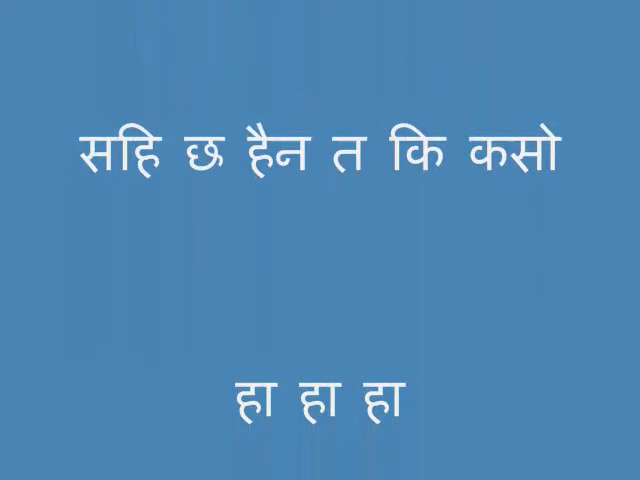 सहि छ हैन त कि कसो
हा हा हा